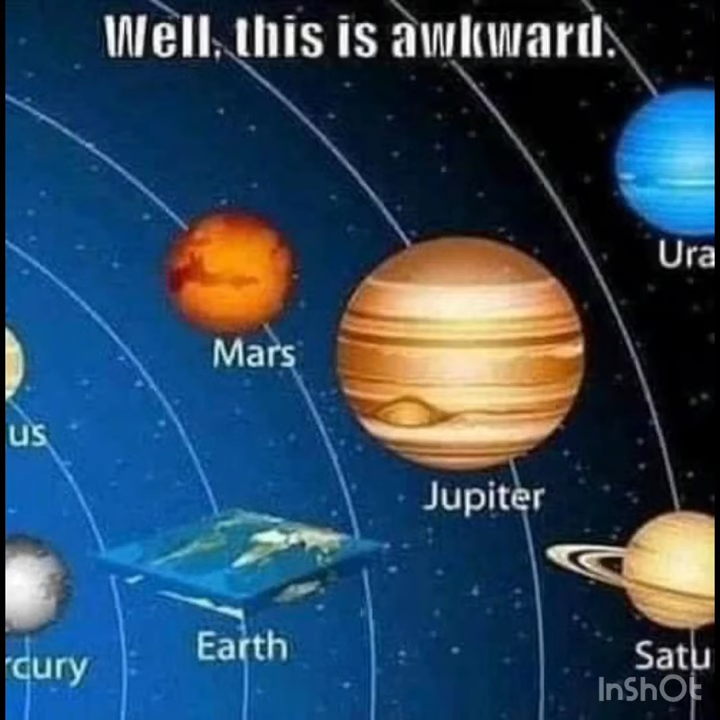 Well, this is awkward.
Ura
Mars
us
Jupiter
Earth
Satu
rcury
InShOt